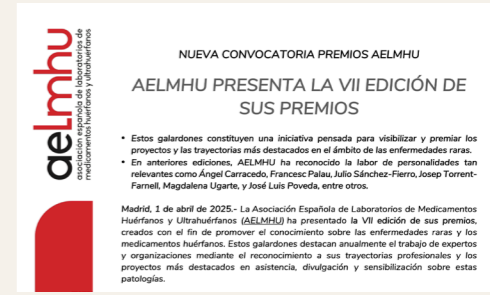 aelmhu
asociación española de laboratorios de
medicamentos huérfanos y ultrahuérfanos
NUEVA CONVOCATORIA PREMIOS AELMHU
AELMHU PRESENTA LA VII EDICIÓN DE
SUS PREMIOS
• Estos galardones constituyen una iniciativa pensada para visibilizar y premiar los
proyectos y las trayectorias más destacados en el ámbito de las enfermedades raras.
• En anteriores ediciones, AELMHU ha reconocido la labor de personalidades tan
relevantes como Ángel Carracedo, Francesc Palau, Julio Sánchez-Fierro, Josep Torrent-
Farnell, Magdalena Ugarte, y José Luis Poveda, entre otros.
Madrid, 1 de abril de 2025.- La Asociación Española de Laboratorios de Medicamentos
Huérfanos y Ultrahuérfanos (AELMHU) ha presentado la VII edición de sus premios,
creados con el fin de promover el conocimiento sobre las enfermedades raras y los
medicamentos huérfanos. Estos galardones destacan anualmente el trabajo de expertos
y organizaciones mediante el reconocimiento a sus trayectorias profesionales y los
proyectos más destacados en asistencia, divulgación y sensibilización sobre estas
patologías.